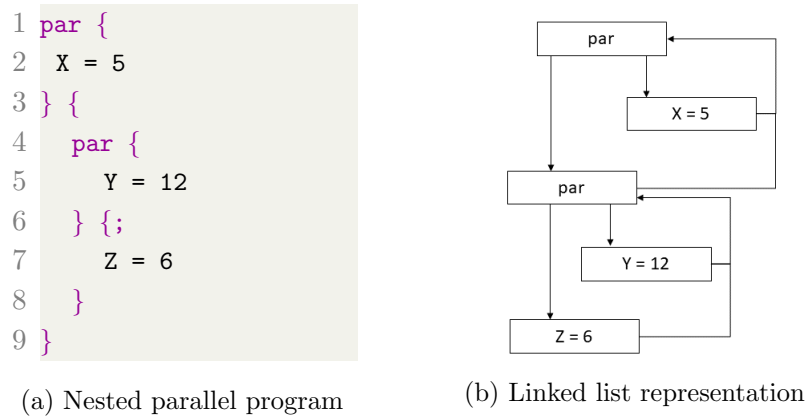 1 par {
2 X = 5
3 } {
4 par {
5 Y = 12
6 } {;
7 Z = 6
8 }
9 }
(a) Nested parallel program
par
X = 5
par
Y = 12
Z = 6
(b) Linked list representation